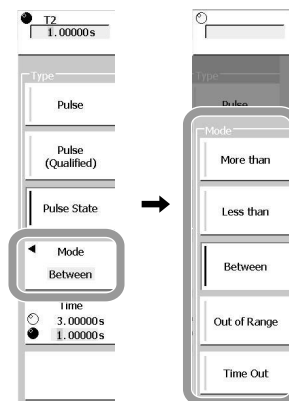 T2
1.00000s
Type
Pulse
Pulse
(Qualified)
Pulse State
Mode
Between
Time
3.00000s
1.00000s
Type
Pulse
Mode
More than
Less than
Between
Out of Range
Time Out